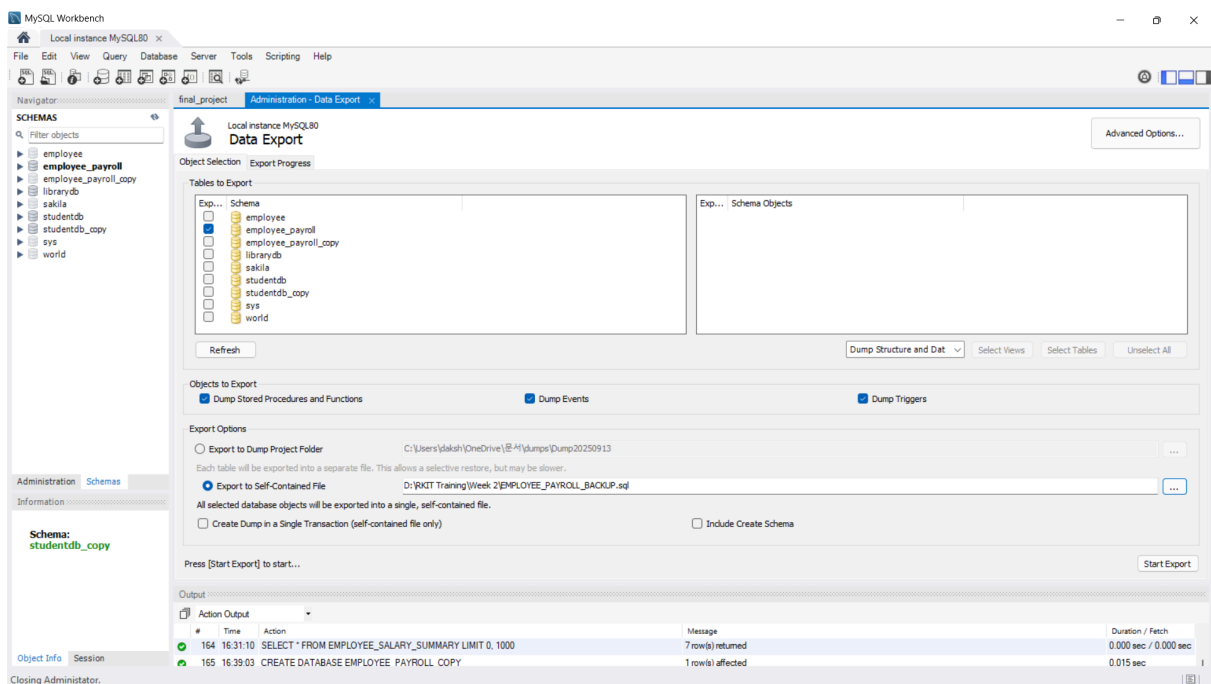 MySQL Workbench
Local instance MySQL80
File Edit View Query Database Server Tools Scripting Help
Navigator
SCHEMAS
Filter objects
employee
employee_payroll
employee_payroll_copy
librarydb
sakila
studentdb
studentdb_copy
sys
world
Administration Schemas
Information
Schema:
studentdb_copy
Object Info Session
final_project Administration - Data Export
Local instance MySQL80
Data Export
Advanced Options...
Object Selection Export Progress
Tables to Export
Exp... Schema
employee
employee_payroll
employee_payroll_copy
librarydb
sakila
studentdb
studentdb_copy
sys
world
Exp... Schema Objects
Refresh
Dump Structure and Dat
Select Views
Select Tables
Unselect All
Objects to Export
Dump Stored Procedures and Functions
Dump Events
Dump Triggers
Export Options
Export to Dump Project Folder
C:\Users\daksh\OneDrive\문서\dumps\Dump20250913
...
Each table will be exported into a separate file. This allows a selective restore, but may be slower.
Export to Self-Contained File
D:\RKIT Training\Week 2\EMPLOYEE_PAYROLL_BACKUP.sql
...
All selected database objects will be exported into a single, self-contained file.
Create Dump in a Single Transaction (self-contained file only)
Include Create Schema
Press [Start Export] to start...
Start Export
Output
Action Output
# Time Action Message Duration / Fetch
164 16:31:10 SELECT * FROM EMPLOYEE_SALARY_SUMMARY LIMIT 0, 1000 7 row(s) returned 0.000 sec / 0.000 sec
165 16:39:03 CREATE DATABASE EMPLOYEE_PAYROLL_COPY 1 row(s) affected 0.015 sec
Closing Administator.